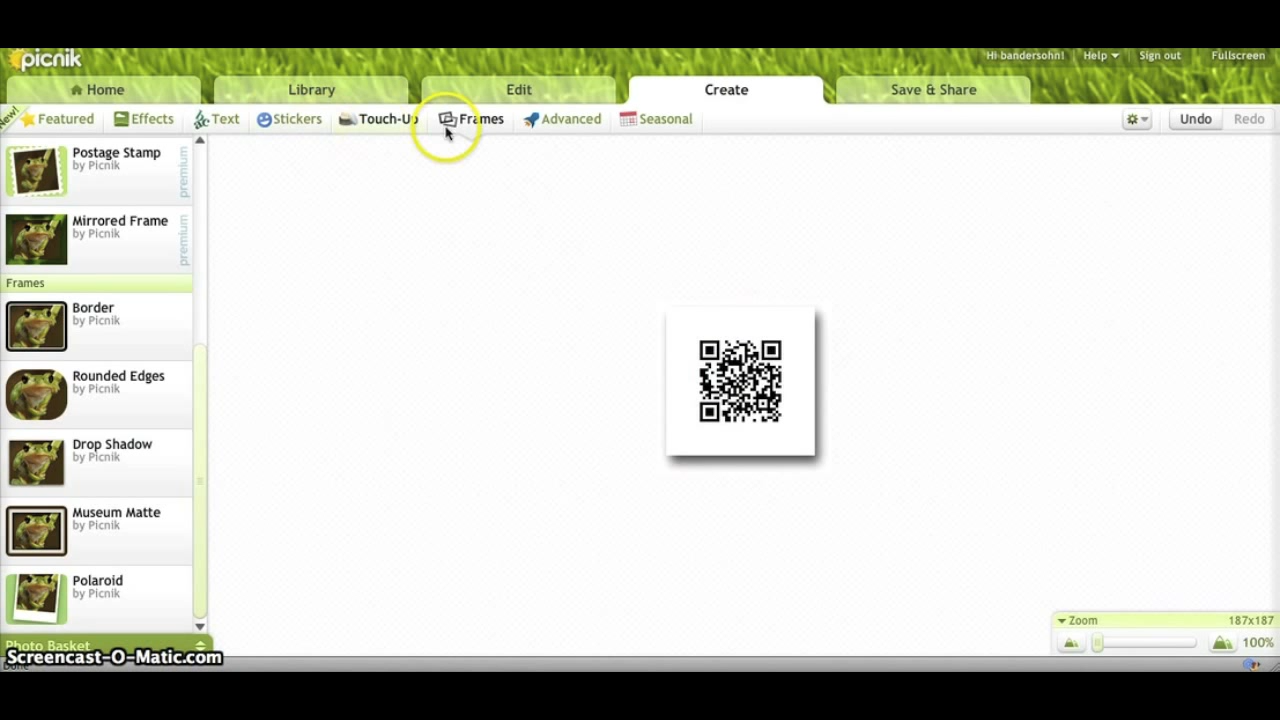 picnik
Hi bandersohn! Help Sign out Fullscreen
Home Library Edit Create Save & Share
New! Featured Effects Text Stickers Touch-Up Frames Advanced Seasonal Undo Redo
Postage Stamp
by Picnik
premium
Mirrored Frame
by Picnik
premium
Frames
Border
by Picnik
Rounded Edges
by Picnik
Drop Shadow
by Picnik
Museum Matte
by Picnik
Polaroid
by Picnik
Zoom 187x187
100%
Photo Basket
Screencast-O-Matic.com
Done